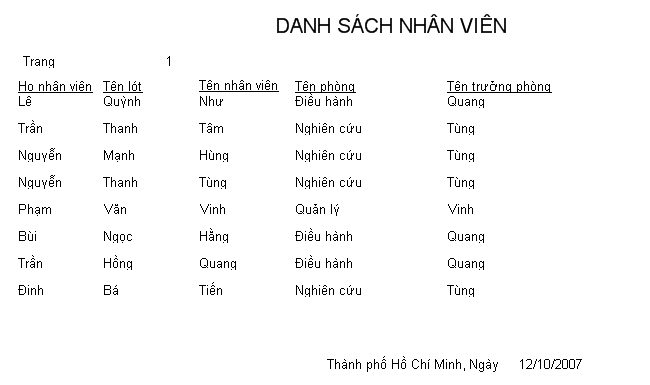 DANH SÁCH NHÂN VIÊN
Trang 1
Họ nhân viên Tên lót Tên nhân viên Tên phòng Tên trưởng phòng
Lê Quỳnh Như Điều hành Quang
Trần Thanh Tâm Nghiên cứu Tùng
Nguyễn Mạnh Hùng Nghiên cứu Tùng
Nguyễn Thanh Tùng Nghiên cứu Tùng
Phạm Văn Vinh Quản lý Vinh
Bùi Ngọc Hằng Điều hành Quang
Trần Hồng Quang Điều hành Quang
Đinh Bá Tiến Nghiên cứu Tùng
Thành phố Hồ Chí Minh, Ngày 12/10/2007